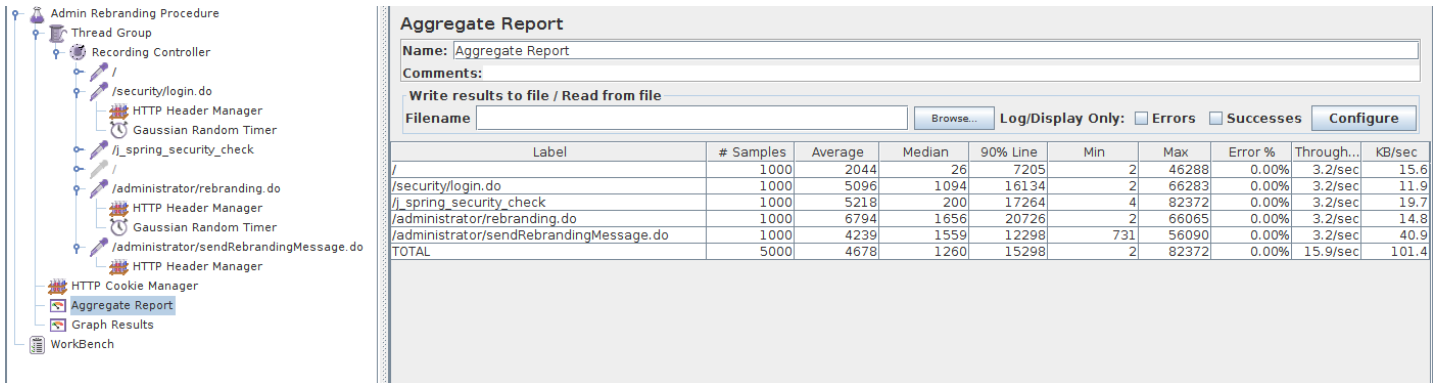 Admin Rebranding Procedure
Thread Group
Recording Controller
/
/security/login.do
HTTP Header Manager
Gaussian Random Timer
/j_spring_security_check
/
/administrator/rebranding.do
HTTP Header Manager
Gaussian Random Timer
/administrator/sendRebrandingMessage.do
HTTP Header Manager
HTTP Cookie Manager
Aggregate Report
Graph Results
WorkBench
Aggregate Report
Name: Aggregate Report
Comments:
Write results to file / Read from file
Filename Browse... Log/Display Only: Errors Successes Configure
Label # Samples Average Median 90% Line Min Max Error % Through... KB/sec
/ 1000 2044 26 7205 2 46288 0.00% 3.2/sec 15.6
/security/login.do 1000 5096 1094 16134 2 66283 0.00% 3.2/sec 11.9
/j_spring_security_check 1000 5218 200 17264 4 82372 0.00% 3.2/sec 19.7
/administrator/rebranding.do 1000 6794 1656 20726 2 66065 0.00% 3.2/sec 14.8
/administrator/sendRebrandingMessage.do 1000 4239 1559 12298 731 56090 0.00% 3.2/sec 40.9
TOTAL 5000 4678 1260 15298 2 82372 0.00% 15.9/sec 101.4